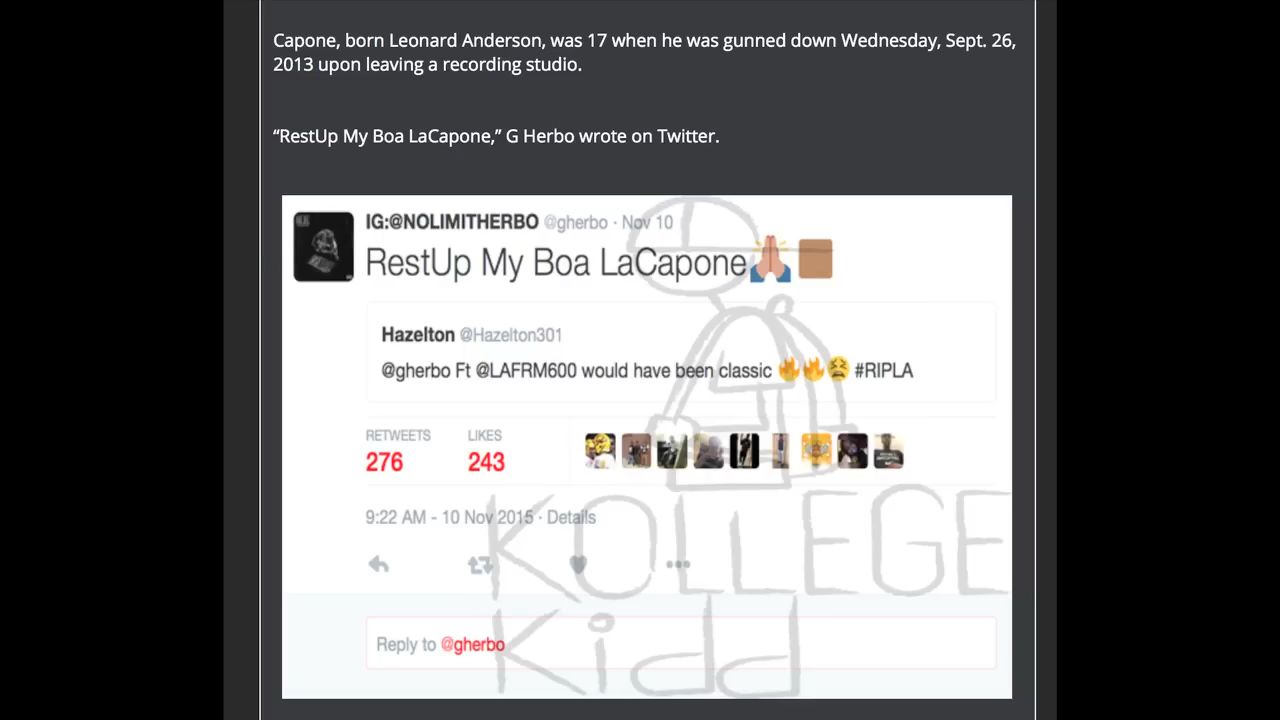 Capone, born Leonard Anderson, was 17 when he was gunned down Wednesday, Sept. 26,
2013 upon leaving a recording studio.
“RestUp My Boa LaCapone,” G Herbo wrote on Twitter.
IG:@NOLIMITHERBO @gherbo · Nov 10
RestUp My Boa LaCapone🙏🏾
Hazelton @Hazelton301
@gherbo Ft @LAFRM600 would have been classic 🔥🔥😫 #RIPLA
RETWEETS LIKES
276 243
9:22 AM - 10 Nov 2015 · Details
Reply to @gherbo
KOLLEGE
Kidd